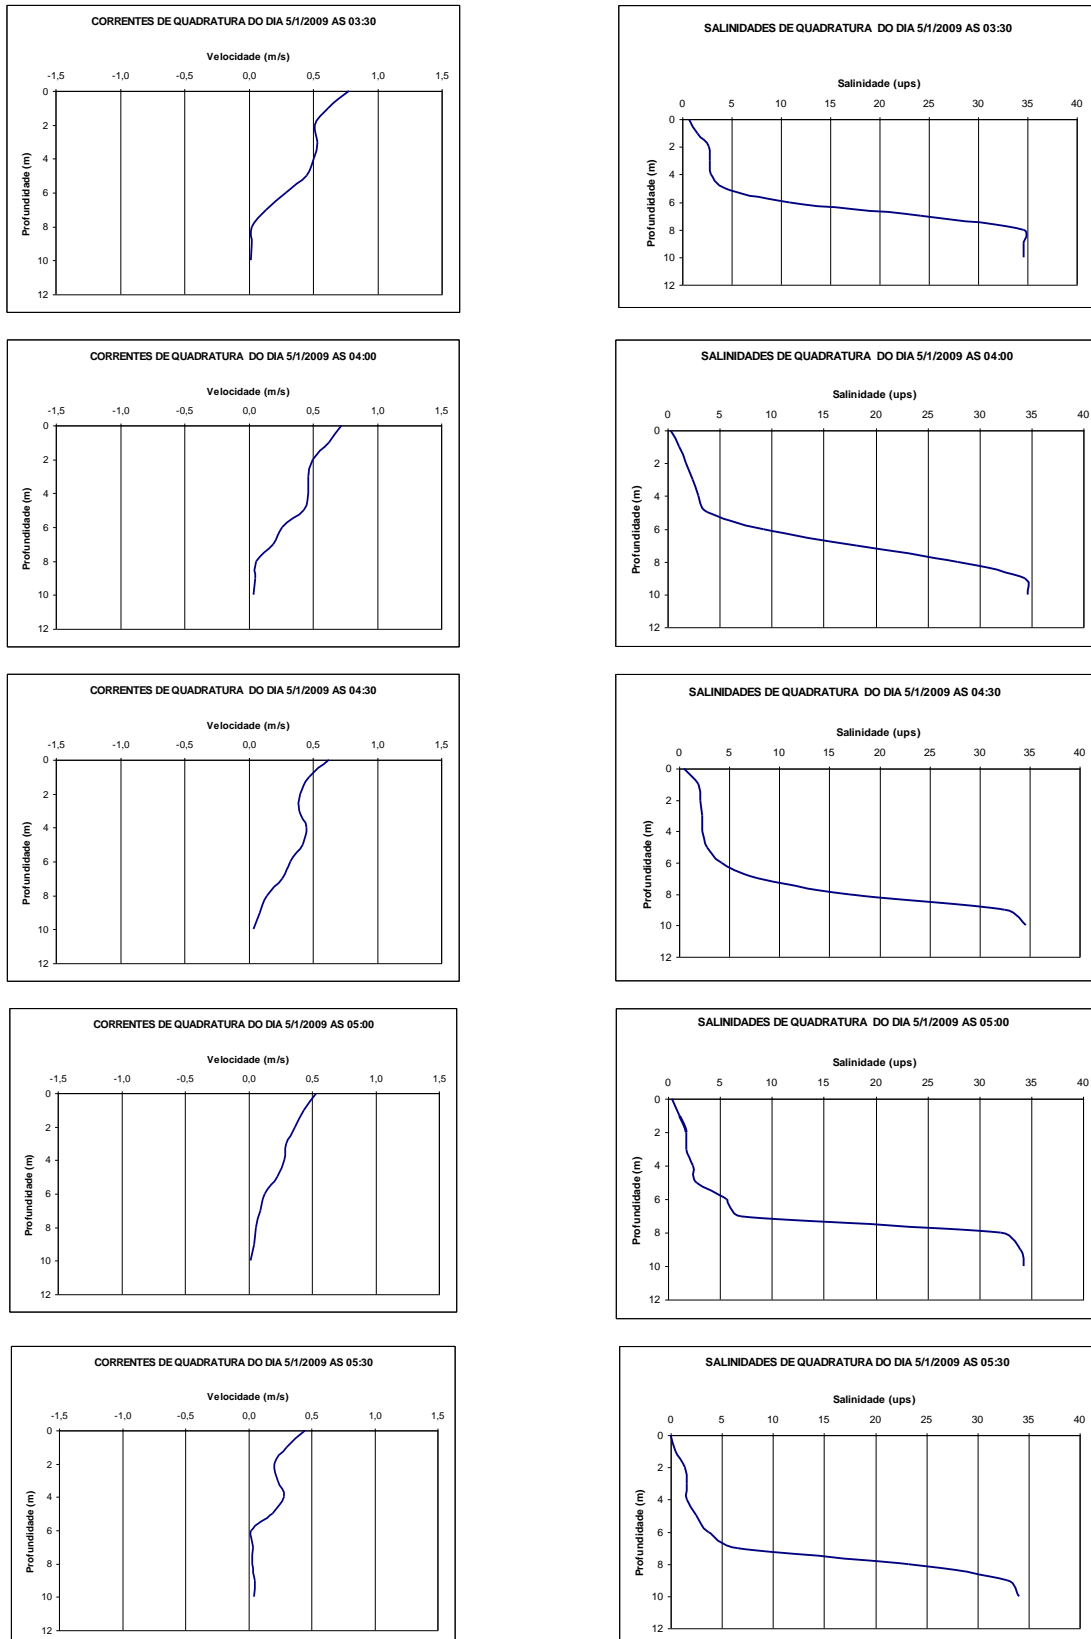 CORRENTES DE QUADRATURA DO DIA 5/1/2009 AS 03:30
Velocidade (m/s)
-1,5 -1,0 -0,5 0,0 0,5 1,0 1,5
0
2
4
6
8
10
12
Profundidade (m)
SALINIDADES DE QUADRATURA DO DIA 5/1/2009 AS 03:30
Salinidade (ups)
0 5 10 15 20 25 30 35 40
0
2
4
6
8
10
12
Profundidade (m)
CORRENTES DE QUADRATURA DO DIA 5/1/2009 AS 04:00
Velocidade (m/s)
-1,5 -1,0 -0,5 0,0 0,5 1,0 1,5
0
2
4
6
8
10
12
Profundidade (m)
SALINIDADES DE QUADRATURA DO DIA 5/1/2009 AS 04:00
Salinidade (ups)
0 5 10 15 20 25 30 35 40
0
2
4
6
8
10
12
Profundidade (m)
CORRENTES DE QUADRATURA DO DIA 5/1/2009 AS 04:30
Velocidade (m/s)
-1,5 -1,0 -0,5 0,0 0,5 1,0 1,5
0
2
4
6
8
10
12
Profundidade (m)
SALINIDADES DE QUADRATURA DO DIA 5/1/2009 AS 04:30
Salinidade (ups)
0 5 10 15 20 25 30 35 40
0
2
4
6
8
10
12
Profundidade (m)
CORRENTES DE QUADRATURA DO DIA 5/1/2009 AS 05:00
Velocidade (m/s)
-1,5 -1,0 -0,5 0,0 0,5 1,0 1,5
0
2
4
6
8
10
12
Profundidade (m)
SALINIDADES DE QUADRATURA DO DIA 5/1/2009 AS 05:00
Salinidade (ups)
0 5 10 15 20 25 30 35 40
0
2
4
6
8
10
12
Profundidade (m)
CORRENTES DE QUADRATURA DO DIA 5/1/2009 AS 05:30
Velocidade (m/s)
-1,5 -1,0 -0,5 0,0 0,5 1,0 1,5
0
2
4
6
8
10
12
Profundidade (m)
SALINIDADES DE QUADRATURA DO DIA 5/1/2009 AS 05:30
Salinidade (ups)
0 5 10 15 20 25 30 35 40
0
2
4
6
8
10
12
Profundidade (m)